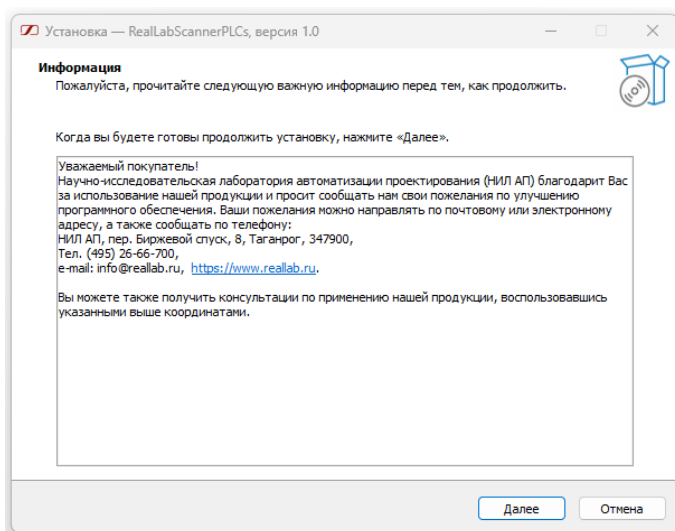 Установка — RealLabScannerPLCs, версия 1.0
Информация
Пожалуйста, прочитайте следующую важную информацию перед тем, как продолжить.
Когда вы будете готовы продолжить установку, нажмите «Далее».
Уважаемый покупатель!
Научно-исследовательская лаборатория автоматизации проектирования (НИЛ АП) благодарит Вас
за использование нашей продукции и просит сообщать нам свои пожелания по улучшению
программного обеспечения. Ваши пожелания можно направлять по почтовому или электронному
адресу, а также сообщать по телефону:
НИЛ АП, пер. Биржевой спуск, 8, Таганрог, 347900,
Тел. (495) 26-66-700,
e-mail: info@reallab.ru, https://www.reallab.ru.
Вы можете также получить консультации по применению нашей продукции, воспользовавшись
указанными выше координатами.
Далее
Отмена